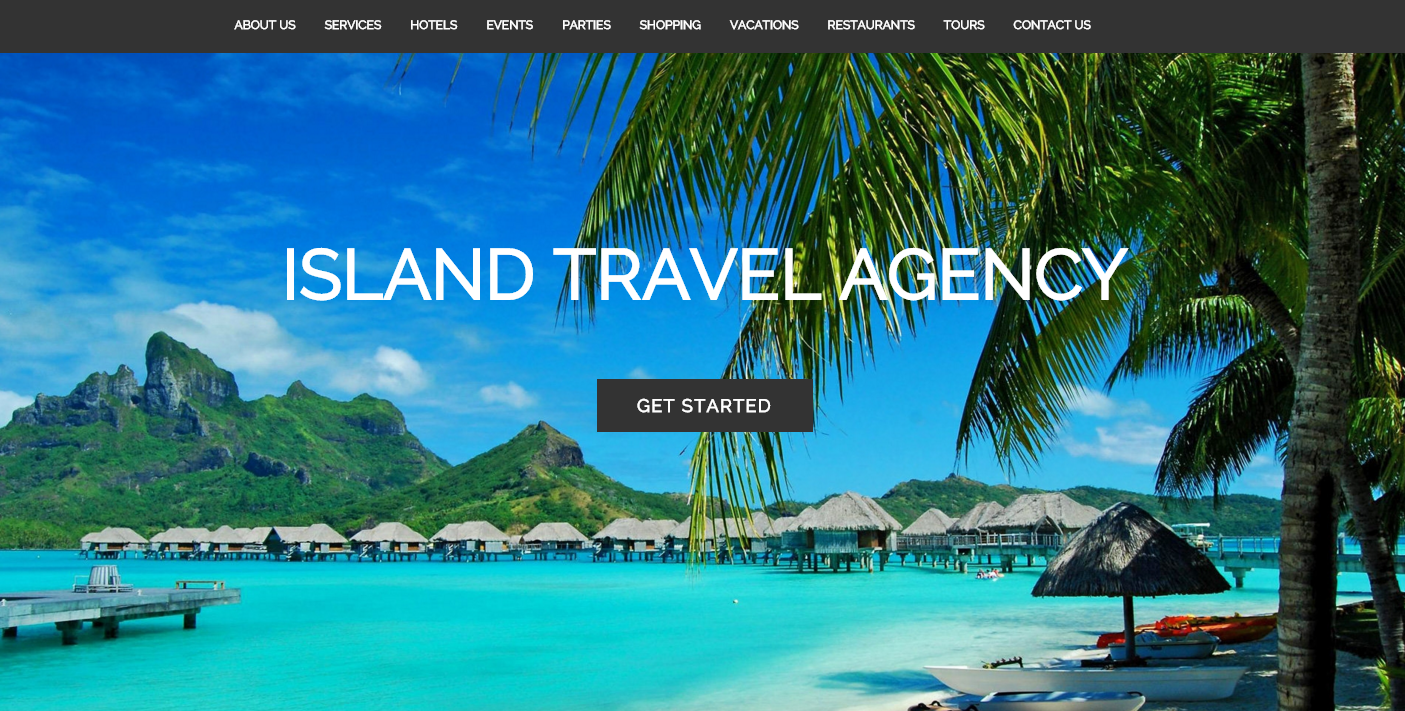 ABOUT US SERVICES HOTELS EVENTS PARTIES SHOPPING VACATIONS RESTAURANTS TOURS CONTACT US
ISLAND TRAVEL AGENCY
GET STARTED